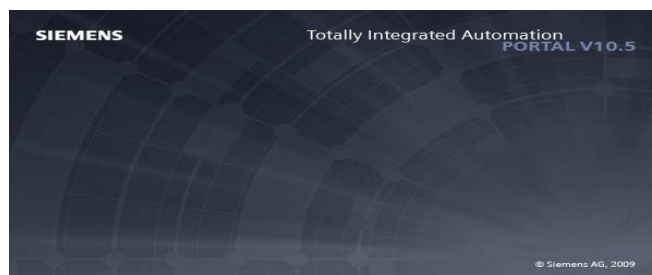 SIEMENS
Totally Integrated Automation
PORTAL V10.5
© Siemens AG, 2009